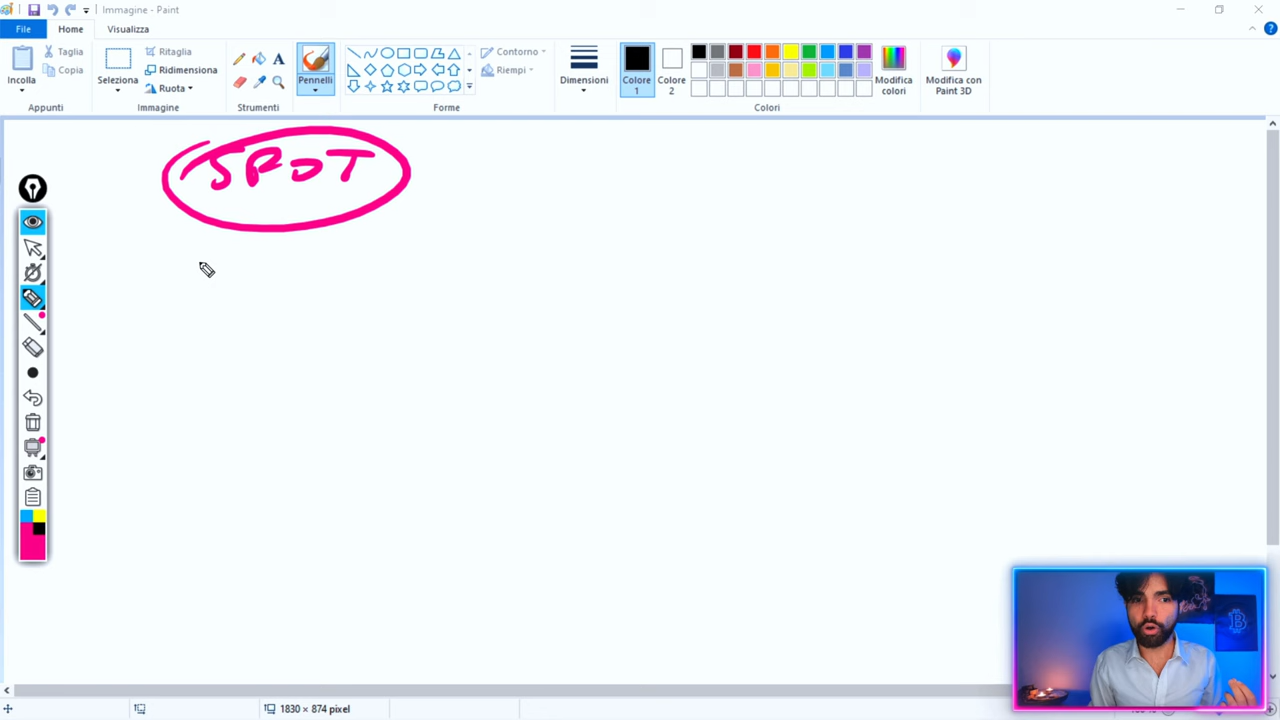 Immagine - Paint
File Home Visualizza
Incolla
Taglia
Copia
Appunti
Seleziona
Ritaglia
Ridimensiona
Ruota
Immagine
Strumenti
Pennelli
Contorno
Riempi
Forme
Dimensioni
Colore 1
Colore 2
Modifica colori
Colori
Modifica con Paint 3D
SPOT
1830 × 874 pixel